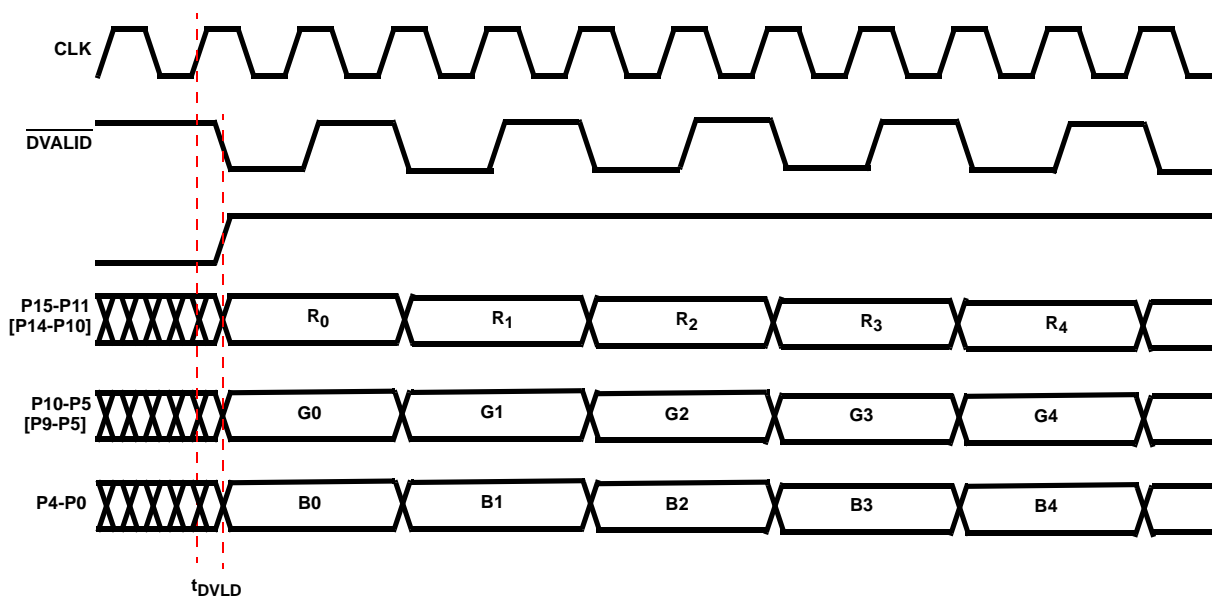 CLK
DVALID
P15-P11
[P14-P10]
R0 R1 R2 R3 R4
P10-P5
[P9-P5]
G0 G1 G2 G3 G4
P4-P0
B0 B1 B2 B3 B4
tDVLD